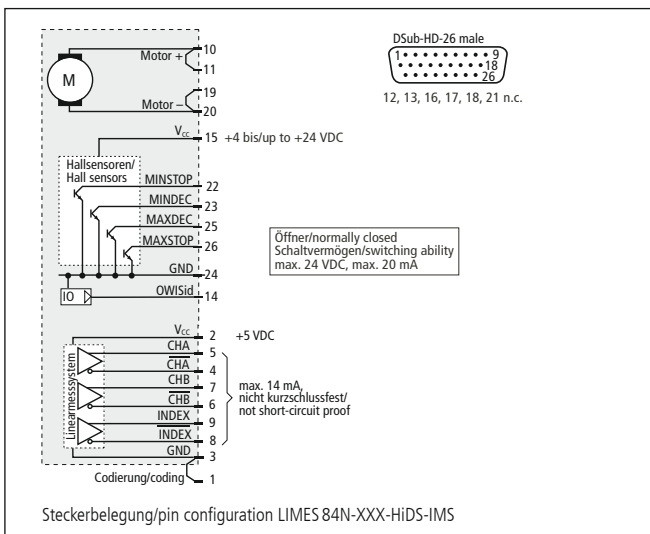 Motor + 10
11
M
19
Motor – 20
VCC 15 +4 bis/up to +24 VDC
Hallsensoren/
Hall sensors
MINSTOP 22
MINDEC 23
MAXDEC 25
MAXSTOP 26
GND 24
IO OWISid 14
VCC 2 +5 VDC
Linearmesssystem
CHA 5
C̅H̅A̅ 4
CHB 7
C̅H̅B̅ 6
INDEX 9
I̅N̅D̅E̅X̅ 8
GND 3
max. 14 mA,
nicht kurzschlussfest/
not short-circuit proof
Codierung/coding 1
DSub-HD-26 male
1 9
18
26
12, 13, 16, 17, 18, 21 n.c.
Öffner/normally closed
Schaltvermögen/switching ability
max. 24 VDC, max. 20 mA
Steckerbelegung/pin configuration LIMES 84N-XXX-HiDS-IMS